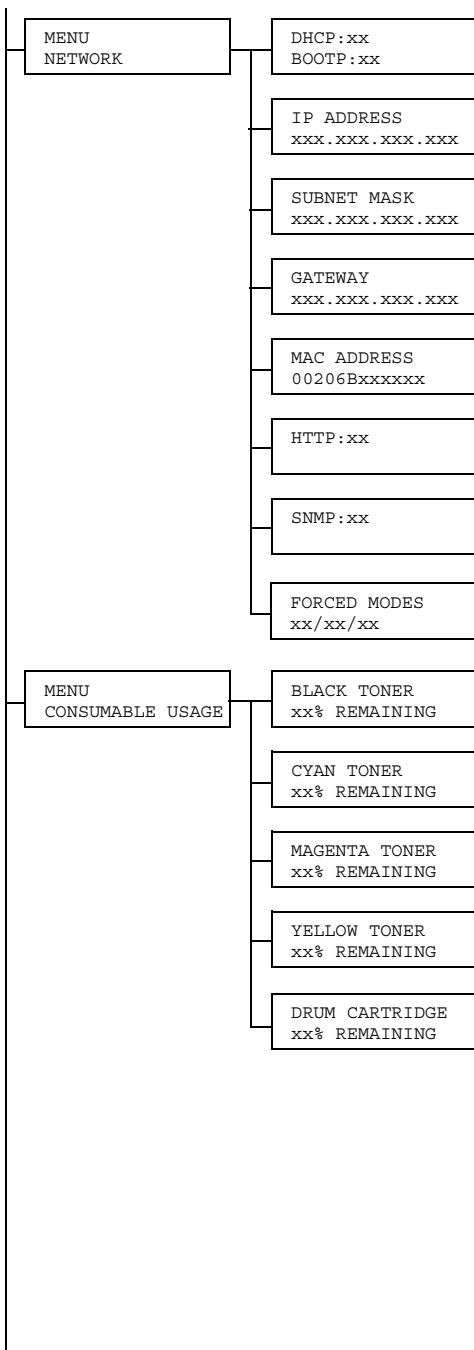 MENU
NETWORK
DHCP:xx
BOOTP:xx
IP ADDRESS
xxx.xxx.xxx.xxx
SUBNET MASK
xxx.xxx.xxx.xxx
GATEWAY
xxx.xxx.xxx.xxx
MAC ADDRESS
00206Bxxxxxx
HTTP:xx
SNMP:xx
FORCED MODES
xx/xx/xx
MENU
CONSUMABLE USAGE
BLACK TONER
xx% REMAINING
CYAN TONER
xx% REMAINING
MAGENTA TONER
xx% REMAINING
YELLOW TONER
xx% REMAINING
DRUM CARTRIDGE
xx% REMAINING